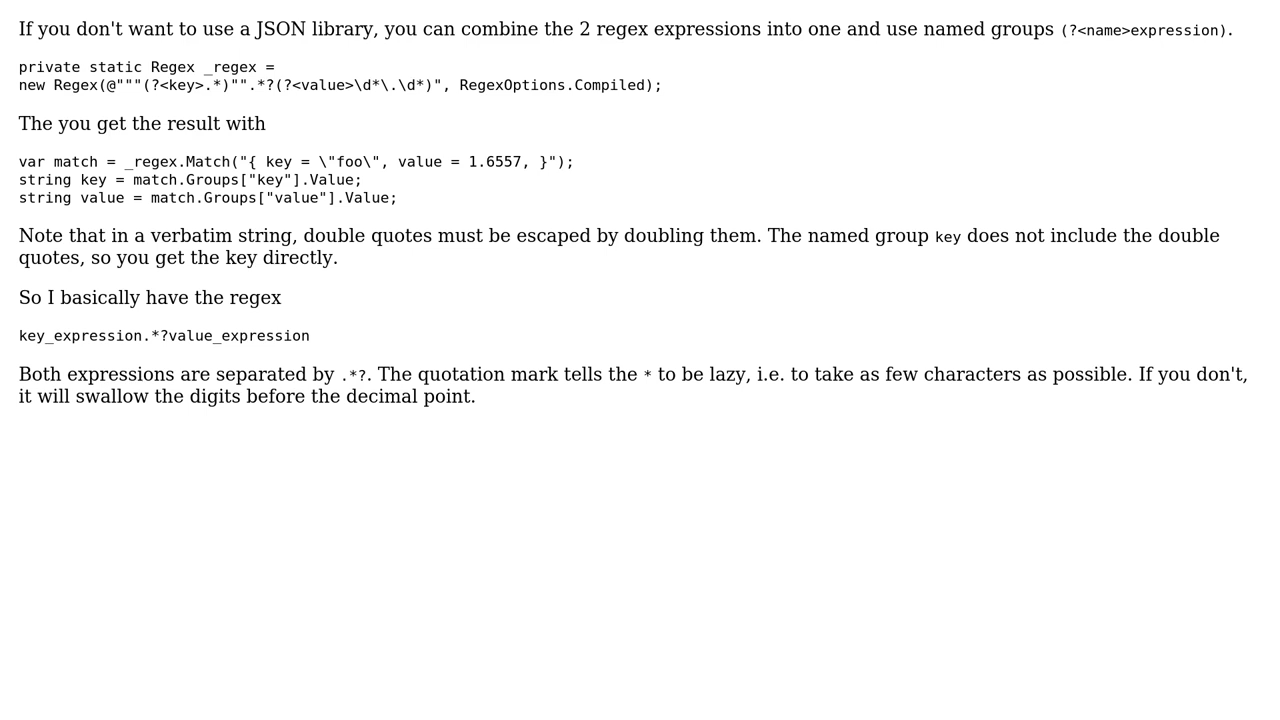 If you don't want to use a JSON library, you can combine the 2 regex expressions into one and use named groups (?<name>expression).
private static Regex _regex =
new Regex(@"""(?<key>.*)"".*?(?<value>\d*\.\d*)", RegexOptions.Compiled);
The you get the result with
var match = _regex.Match("{ key = \"foo\", value = 1.6557, }");
string key = match.Groups["key"].Value;
string value = match.Groups["value"].Value;
Note that in a verbatim string, double quotes must be escaped by doubling them. The named group key does not include the double
quotes, so you get the key directly.
So I basically have the regex
key_expression.*?value_expression
Both expressions are separated by .*?. The quotation mark tells the * to be lazy, i.e. to take as few characters as possible. If you don't,
it will swallow the digits before the decimal point.